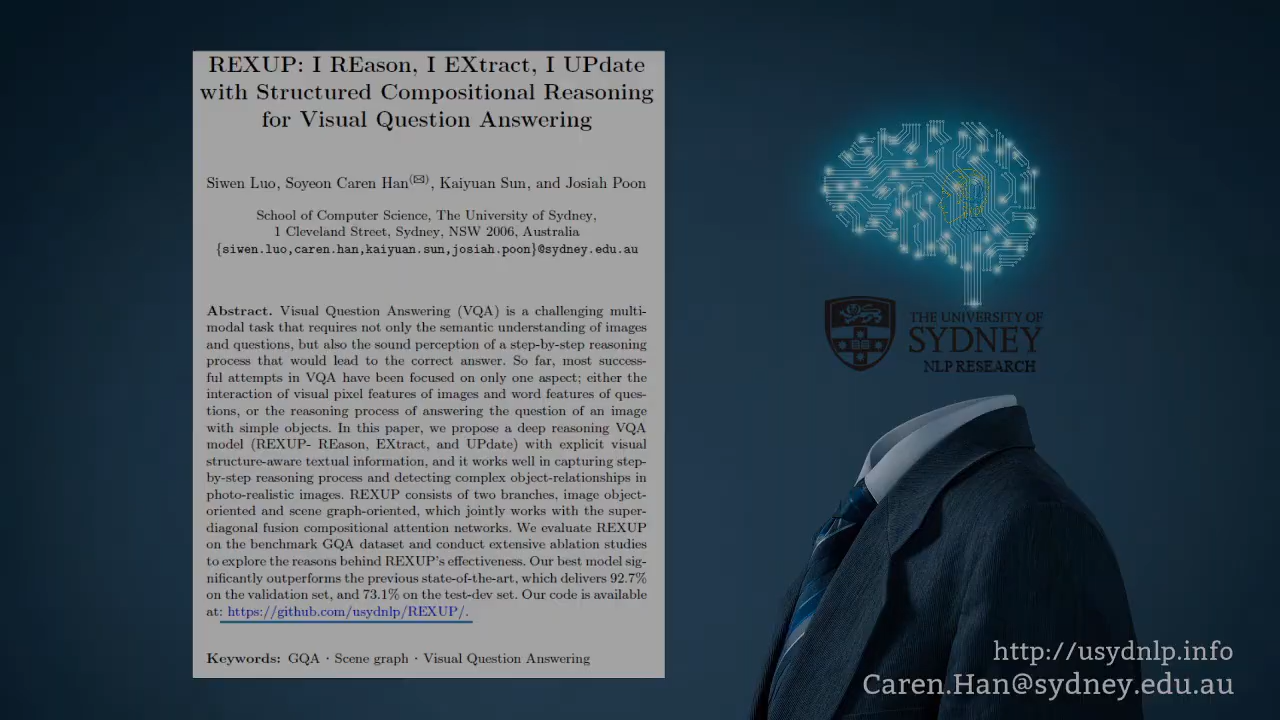 REXUP: I REason, I EXtract, I UPdate
with Structured Compositional Reasoning
for Visual Question Answering
Siwen Luo, Soyeon Caren Han(✉), Kaiyuan Sun, and Josiah Poon
School of Computer Science, The University of Sydney,
1 Cleveland Street, Sydney, NSW 2006, Australia
{siwen.luo,caren.han,kaiyuan.sun,josiah.poon}@sydney.edu.au
Abstract. Visual Question Answering (VQA) is a challenging multi-
modal task that requires not only the semantic understanding of images
and questions, but also the sound perception of a step-by-step reasoning
process that would lead to the correct answer. So far, most success-
ful attempts in VQA have been focused on only one aspect; either the
interaction of visual pixel features of images and word features of ques-
tions, or the reasoning process of answering the question of an image
with simple objects. In this paper, we propose a deep reasoning VQA
model (REXUP- REason, EXtract, and UPdate) with explicit visual
structure-aware textual information, and it works well in capturing step-
by-step reasoning process and detecting complex object-relationships in
photo-realistic images. REXUP consists of two branches, image object-
oriented and scene graph-oriented, which jointly works with the super-
diagonal fusion compositional attention networks. We evaluate REXUP
on the benchmark GQA dataset and conduct extensive ablation studies
to explore the reasons behind REXUP's effectiveness. Our best model sig-
nificantly outperforms the previous state-of-the-art, which delivers 92.7%
on the validation set, and 73.1% on the test-dev set. Our code is available
at: https://github.com/usydnlp/REXUP/.
Keywords: GQA · Scene graph · Visual Question Answering
THE UNIVERSITY OF
SYDNEY
NLP RESEARCH
http://usydnlp.info
Caren.Han@sydney.edu.au